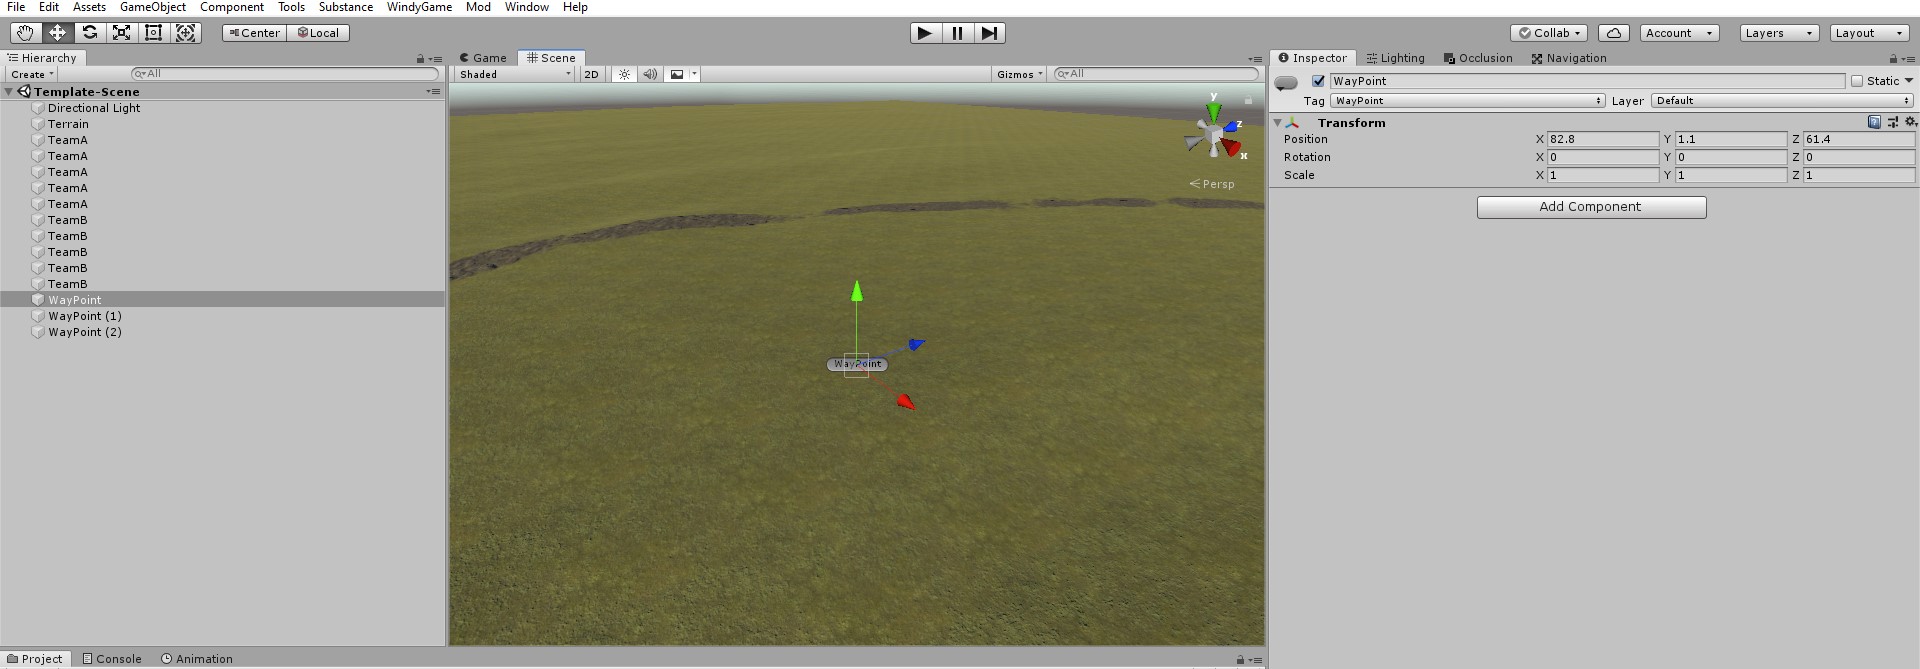 File Edit Assets GameObject Component Tools Substance WindyGame Mod Window Help
Center Local Collab Account Layers Layout
Hierarchy
Create All
Template-Scene
Directional Light
Terrain
TeamA
TeamA
TeamA
TeamA
TeamA
TeamB
TeamB
TeamB
TeamB
TeamB
WayPoint
WayPoint (1)
WayPoint (2)
Game Scene
Shaded 2D Gizmos All
y
z
x
Persp
WayPoint
Inspector Lighting Occlusion Navigation
WayPoint Static
Tag WayPoint Layer Default
Transform
Position X 82.8 Y 1.1 Z 61.4
Rotation X 0 Y 0 Z 0
Scale X 1 Y 1 Z 1
Add Component
Project Console Animation